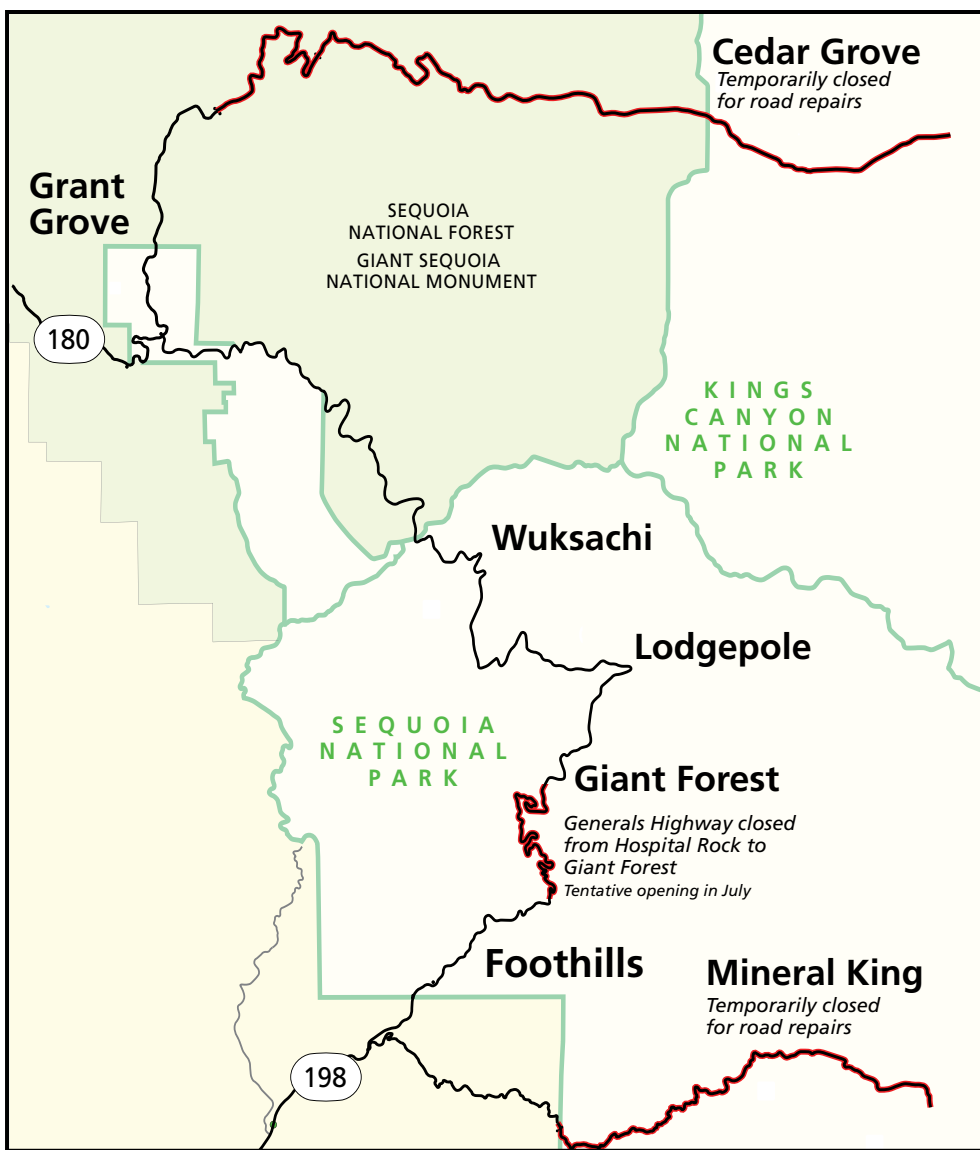 Cedar Grove
Temporarily closed
for road repairs
Grant
Grove
SEQUOIA
NATIONAL FOREST
GIANT SEQUOIA
NATIONAL MONUMENT
180
KINGS
CANYON
NATIONAL
PARK
Wuksachi
Lodgepole
SEQUOIA
NATIONAL
PARK
Giant Forest
Generals Highway closed
from Hospital Rock to
Giant Forest
Tentative opening in July
Foothills
Mineral King
Temporarily closed
for road repairs
198